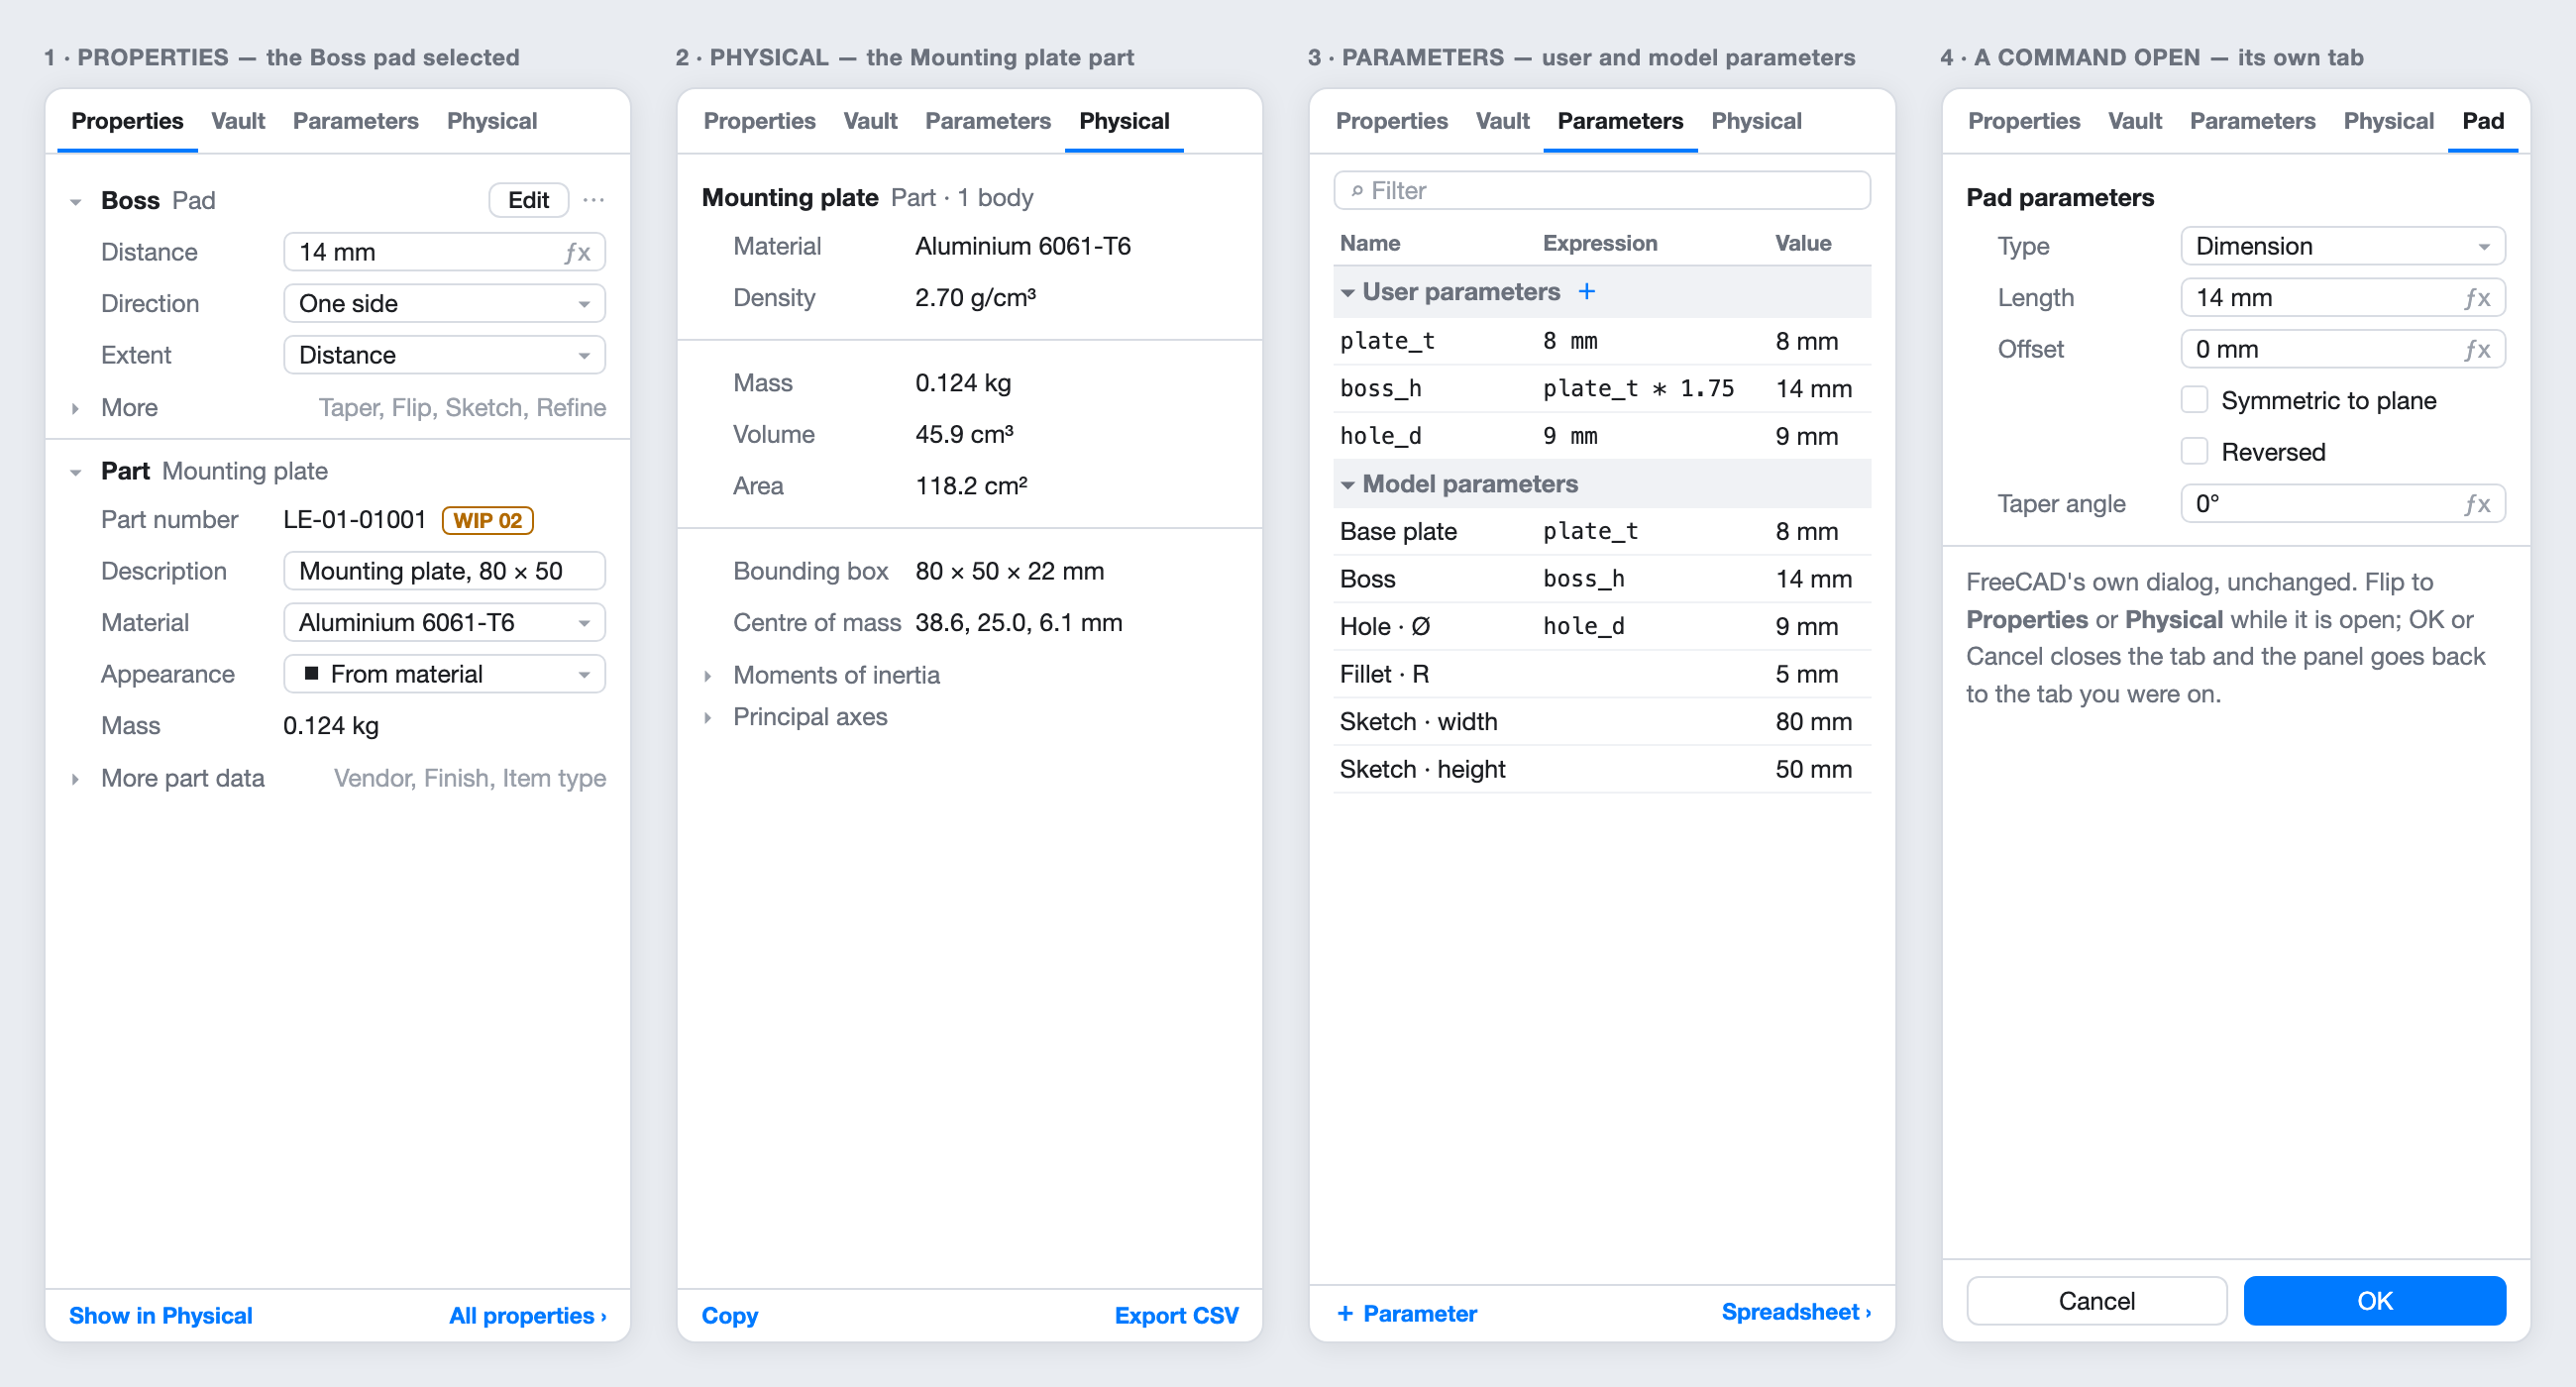 1 · PROPERTIES — the Boss pad selected
Properties Vault Parameters Physical
Boss Pad Edit ···
Distance 14 mm ƒx
Direction One side
Extent Distance
More Taper, Flip, Sketch, Refine
Part Mounting plate
Part number LE-01-01001 WIP 02
Description Mounting plate, 80 × 50
Material Aluminium 6061-T6
Appearance From material
Mass 0.124 kg
More part data Vendor, Finish, Item type
Show in Physical All properties ›
2 · PHYSICAL — the Mounting plate part
Properties Vault Parameters Physical
Mounting plate Part · 1 body
Material Aluminium 6061-T6
Density 2.70 g/cm³
Mass 0.124 kg
Volume 45.9 cm³
Area 118.2 cm²
Bounding box 80 × 50 × 22 mm
Centre of mass 38.6, 25.0, 6.1 mm
Moments of inertia
Principal axes
Copy Export CSV
3 · PARAMETERS — user and model parameters
Properties Vault Parameters Physical
Filter
Name Expression Value
User parameters +
plate_t 8 mm 8 mm
boss_h plate_t * 1.75 14 mm
hole_d 9 mm 9 mm
Model parameters
Base plate plate_t 8 mm
Boss boss_h 14 mm
Hole · Ø hole_d 9 mm
Fillet · R 5 mm
Sketch · width 80 mm
Sketch · height 50 mm
+ Parameter Spreadsheet ›
4 · A COMMAND OPEN — its own tab
Properties Vault Parameters Physical Pad
Pad parameters
Type Dimension
Length 14 mm ƒx
Offset 0 mm ƒx
Symmetric to plane
Reversed
Taper angle 0° ƒx
FreeCAD's own dialog, unchanged. Flip to
Properties or Physical while it is open; OK or
Cancel closes the tab and the panel goes back
to the tab you were on.
Cancel OK